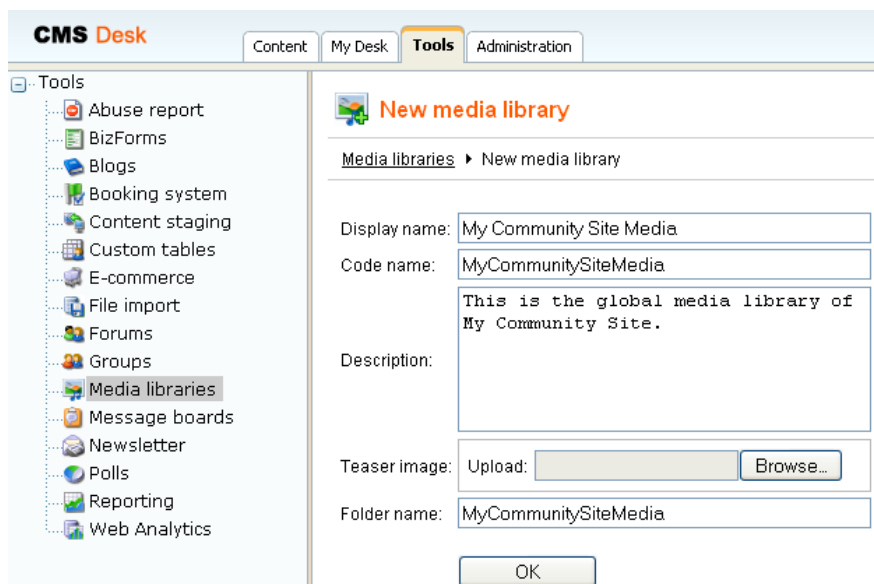 CMS Desk
Content
My Desk
Tools
Administration
Tools
Abuse report
BizForms
Blogs
Booking system
Content staging
Custom tables
E-commerce
File import
Forums
Groups
Media libraries
Message boards
Newsletter
Polls
Reporting
Web Analytics
New media library
Media libraries ▸ New media library
Display name: My Community Site Media
Code name: MyCommunitySiteMedia
Description: This is the global media library of
My Community Site.
Teaser image: Upload: Browse...
Folder name: MyCommunitySiteMedia
OK